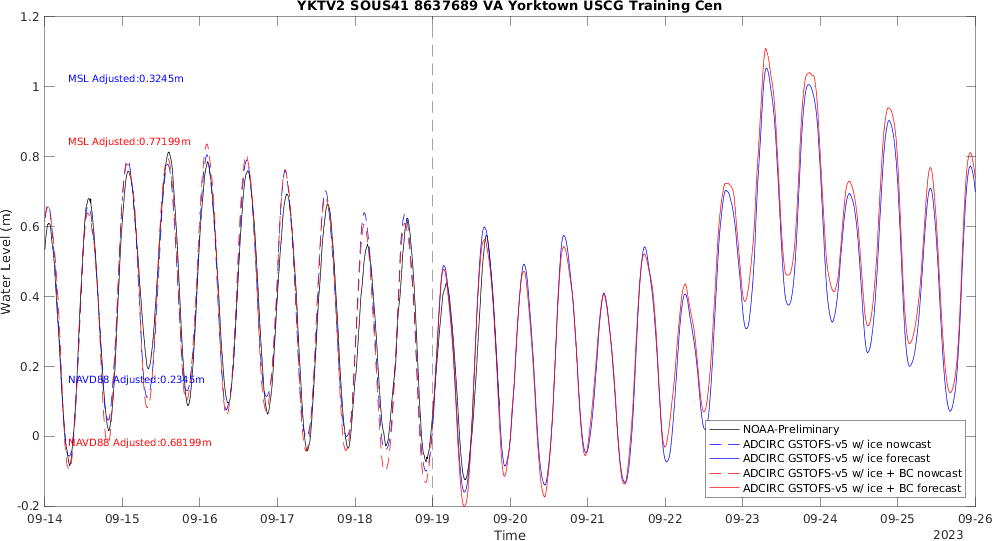 YKTV2 SOUS41 8637689 VA Yorktown USCG Training Cen
1.2
1
0.8
0.6
0.4
0.2
0
-0.2
Water Level (m)
MSL Adjusted:0.3245m
MSL Adjusted:0.77199m
NAVD88 Adjusted:0.2345m
NAVD88 Adjusted:0.68199m
NOAA-Preliminary
ADCIRC GSTOFS-v5 w/ ice nowcast
ADCIRC GSTOFS-v5 w/ ice forecast
ADCIRC GSTOFS-v5 w/ ice + BC nowcast
ADCIRC GSTOFS-v5 w/ ice + BC forecast
09-14 09-15 09-16 09-17 09-18 09-19 09-20 09-21 09-22 09-23 09-24 09-25 09-26
Time
2023